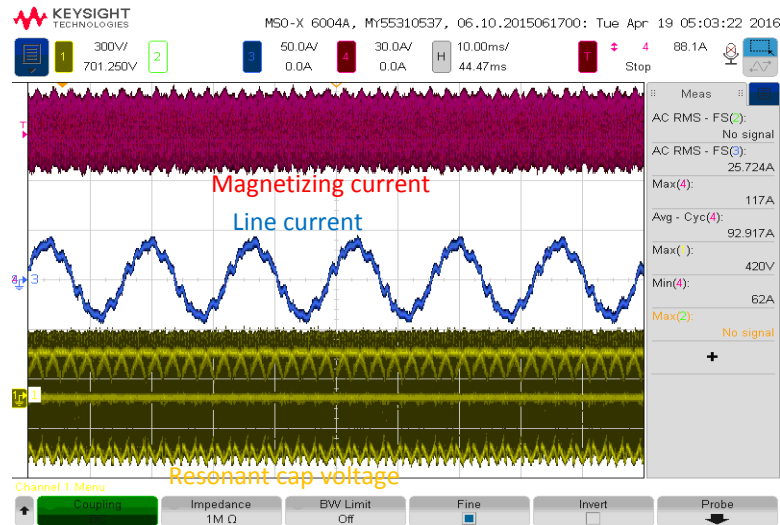 KEYSIGHT
TECHNOLOGIES
MSO-X 6004A, MY55310537, 06.10.2015061700: Tue Apr 19 05:03:22 2016
1 300V/ 701.250V 2 3 50.0A/ 0.0A 4 30.0A/ 0.0A H 10.00ms/ 44.47ms T 4 88.1A Stop
Meas
AC RMS - FS(2):
No signal
AC RMS - FS(3):
25.724A
Max(4):
117A
Avg - Cyc(4):
92.917A
Max( ):
420V
Min(4):
62A
Max(2):
No signal
+
T
Magnetizing current
Line current
3
1
Resonant cap voltage
Channel 1 Menu
Coupling
Impedance
1M Ω
BW Limit
Off
Fine
Invert
Probe